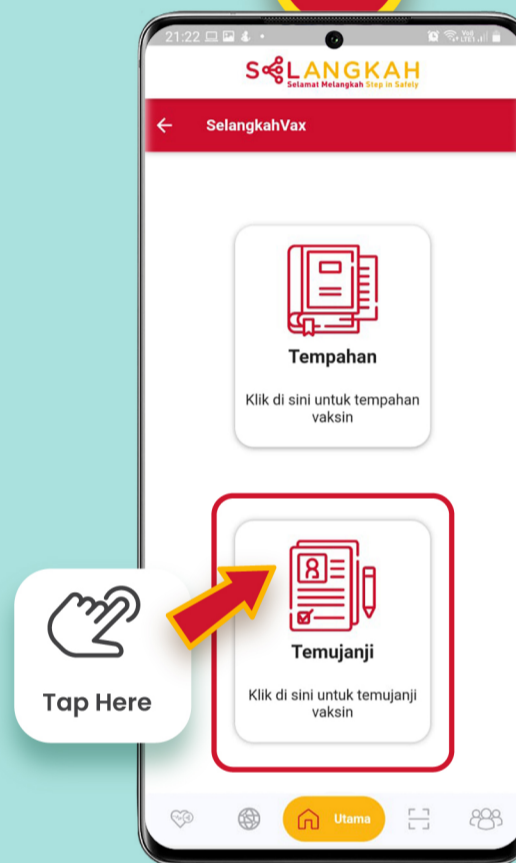 21:22
SELANGKAH
Selamat Melangkah Step in Safely
SelangkahVax
Tempahan
Klik di sini untuk tempahan
vaksin
Tap Here
Temujanji
Klik di sini untuk temujanji
vaksin
Utama